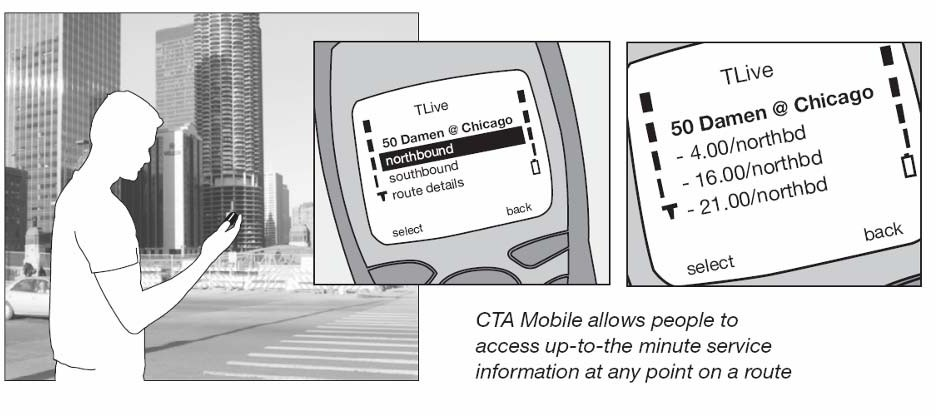 TLive
50 Damen @ Chicago
northbound
southbound
route details
select
back
TLive
50 Damen @ Chicago
- 4.00/northbd
- 16.00/northbd
- 21.00/northbd
select
back
CTA Mobile allows people to
access up-to-the minute service
information at any point on a route